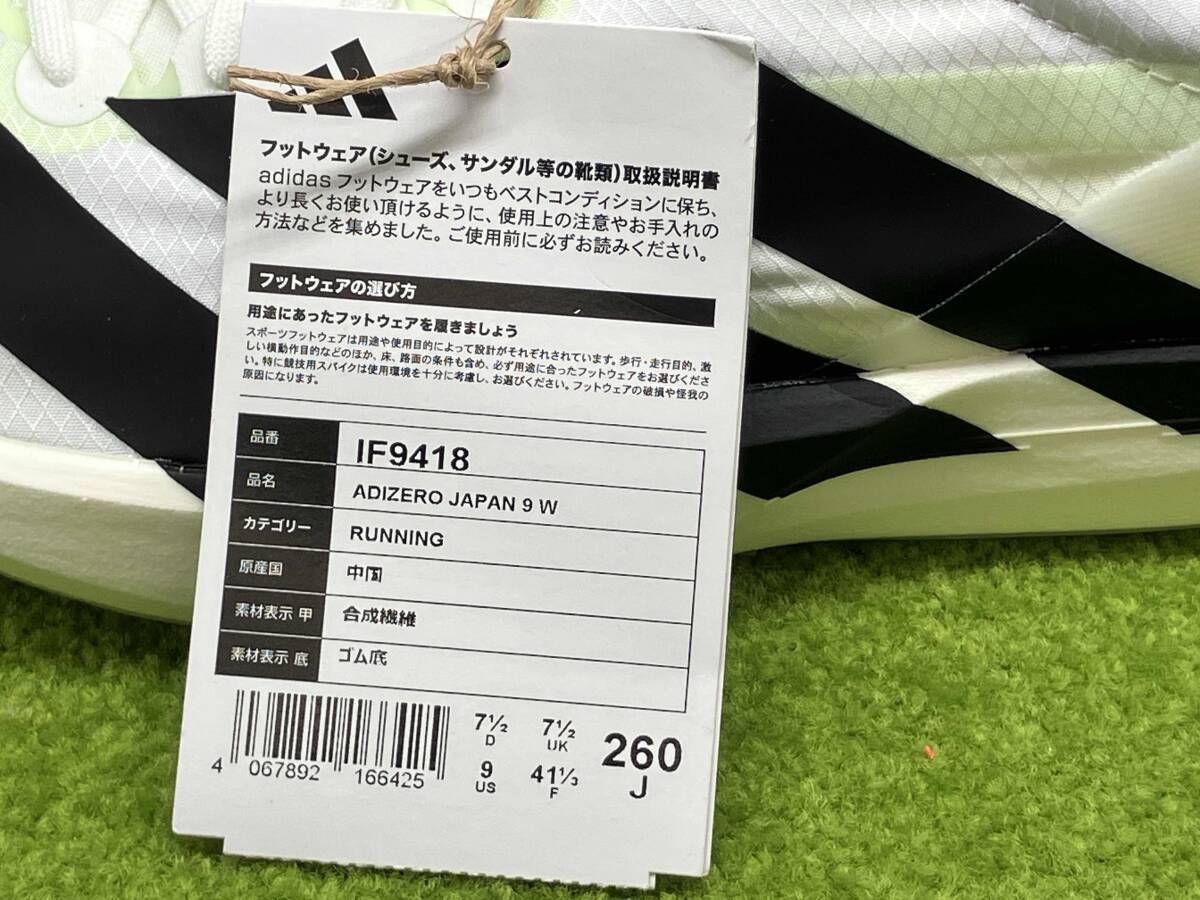 フットウェア(シューズ、サンダル等の靴類)取扱説明書
adidas フットウェアをいつもベストコンディションに保ち、
より長くお使い頂けるように、使用上の注意やお手入れの
方法などを集めました。ご使用前に必ずお読みください。
フットウェアの選び方
用途にあったフットウェアを履きましょう
スポーツフットウェアは用途や使用目的によって設計がそれぞれされています。歩行・走行目的、激
しい横動作目的などのほか、床、路面の条件も含め、必ず用途に合ったフットウェアをお選びくださ
い。特に競技用スパイクは使用環境を十分に考慮し、お選びください。フットウェアの破損や怪我の
原因になります。
品番 IF9418
品名 ADIZERO JAPAN 9 W
カテゴリー RUNNING
原産国 中国
素材表示 甲 合成繊維
素材表示 底 ゴム底
4 067892 166425
7½ D 7½ UK
9 US 41⅓ F
260 J